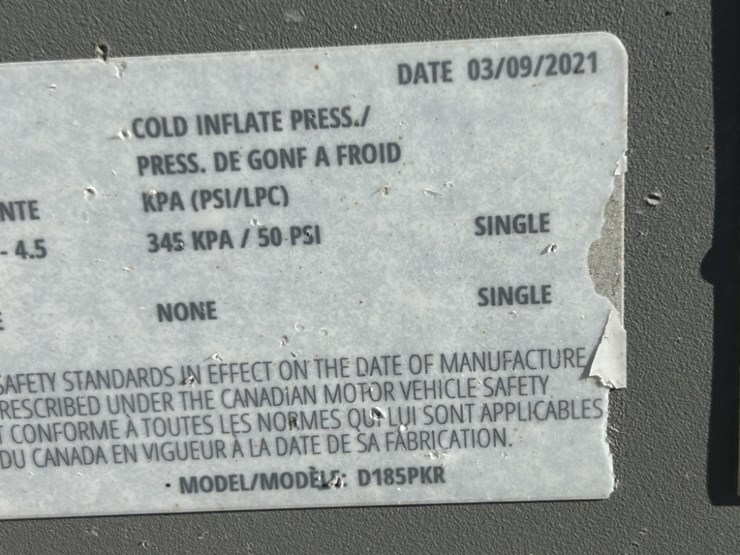 DATE 03/09/2021
COLD INFLATE PRESS./
PRESS. DE GONF A FROID
NTE KPA (PSI/LPC)
- 4.5 345 KPA / 50 PSI SINGLE
NONE SINGLE
SAFETY STANDARDS IN EFFECT ON THE DATE OF MANUFACTURE
RESCRIBED UNDER THE CANADIAN MOTOR VEHICLE SAFETY
T CONFORME À TOUTES LES NORMES QUI LUI SONT APPLICABLES
DU CANADA EN VIGUEUR À LA DATE DE SA FABRICATION.
· MODEL/MODÈLE: D185PKR